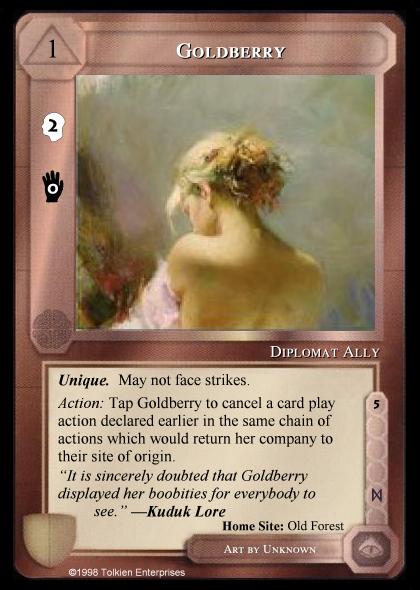 1
GOLDBERRY
2
DIPLOMAT ALLY
Unique. May not face strikes.
Action: Tap Goldberry to cancel a card play
action declared earlier in the same chain of
actions which would return her company to
their site of origin.
“It is sincerely doubted that Goldberry
displayed her boobities for everybody to
see.” —Kuduk Lore
5
Home Site: Old Forest
ART BY UNKNOWN
©1998 Tolkien Enterprises